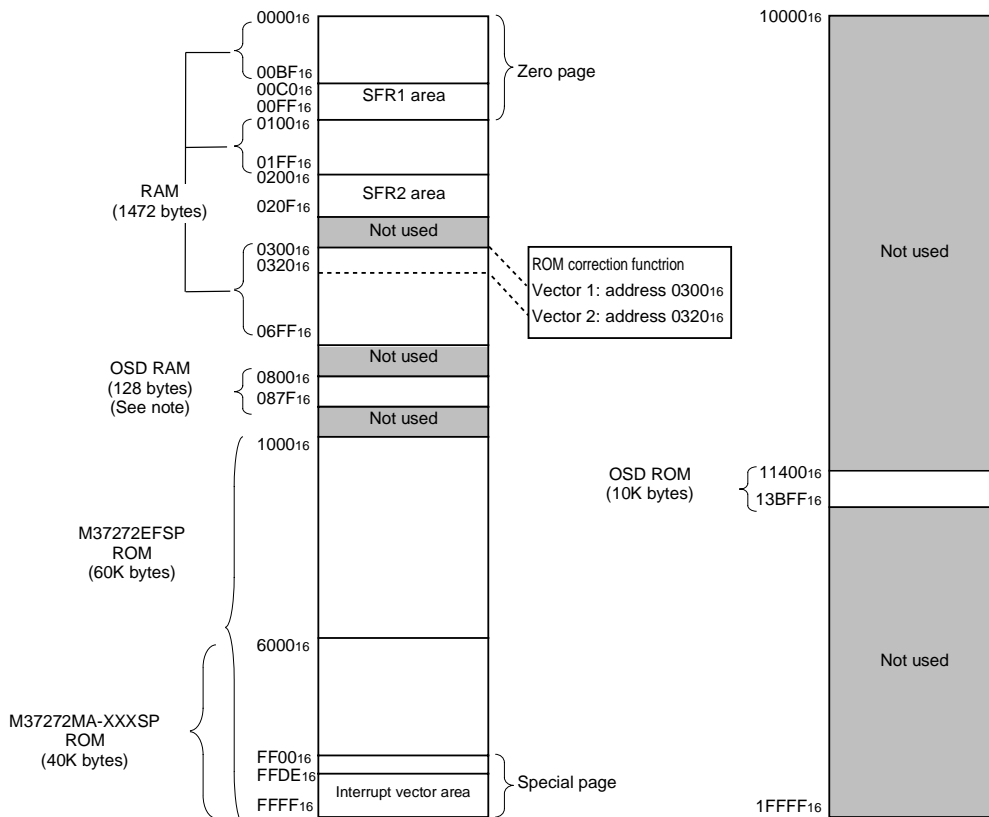 0000₁₆
00BF₁₆
00C0₁₆
SFR1 area
00FF₁₆
0100₁₆
Zero page
01FF₁₆
0200₁₆
SFR2 area
020F₁₆
RAM
(1472 bytes)
Not used
0300₁₆
0320₁₆
ROM correction functrion
Vector 1: address 0300₁₆
Vector 2: address 0320₁₆
06FF₁₆
Not used
OSD RAM
(128 bytes)
(See note)
0800₁₆
087F₁₆
Not used
1000₁₆
M37272EFSP
ROM
(60K bytes)
6000₁₆
M37272MA-XXXSP
ROM
(40K bytes)
FF00₁₆
FFDE₁₆
Interrupt vector area
FFFF₁₆
Special page
10000₁₆
Not used
OSD ROM
(10K bytes)
11400₁₆
13BFF₁₆
Not used
1FFFF₁₆